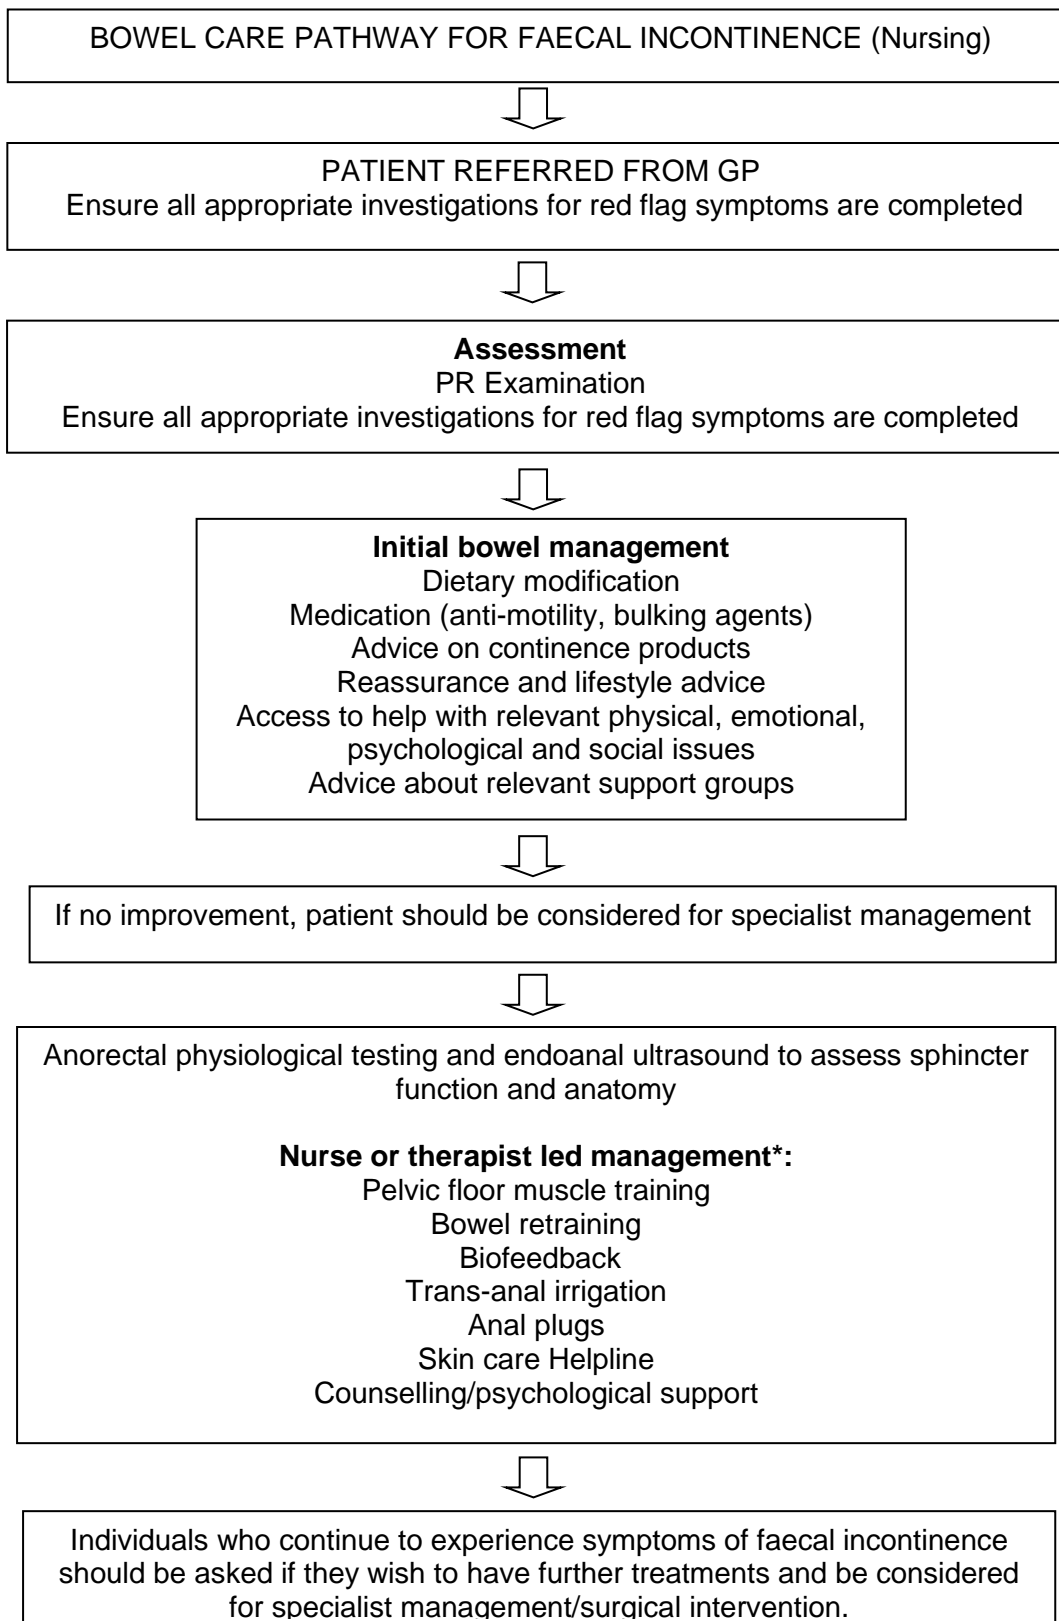 BOWEL CARE PATHWAY FOR FAECAL INCONTINENCE (Nursing)
PATIENT REFERRED FROM GP
Ensure all appropriate investigations for red flag symptoms are completed
Assessment
PR Examination
Ensure all appropriate investigations for red flag symptoms are completed
Initial bowel management
Dietary modification
Medication (anti-motility, bulking agents)
Advice on continence products
Reassurance and lifestyle advice
Access to help with relevant physical, emotional,
psychological and social issues
Advice about relevant support groups
If no improvement, patient should be considered for specialist management
Anorectal physiological testing and endoanal ultrasound to assess sphincter
function and anatomy
Nurse or therapist led management*:
Pelvic floor muscle training
Bowel retraining
Biofeedback
Trans-anal irrigation
Anal plugs
Skin care Helpline
Counselling/psychological support
Individuals who continue to experience symptoms of faecal incontinence
should be asked if they wish to have further treatments and be considered
for specialist management/surgical intervention.